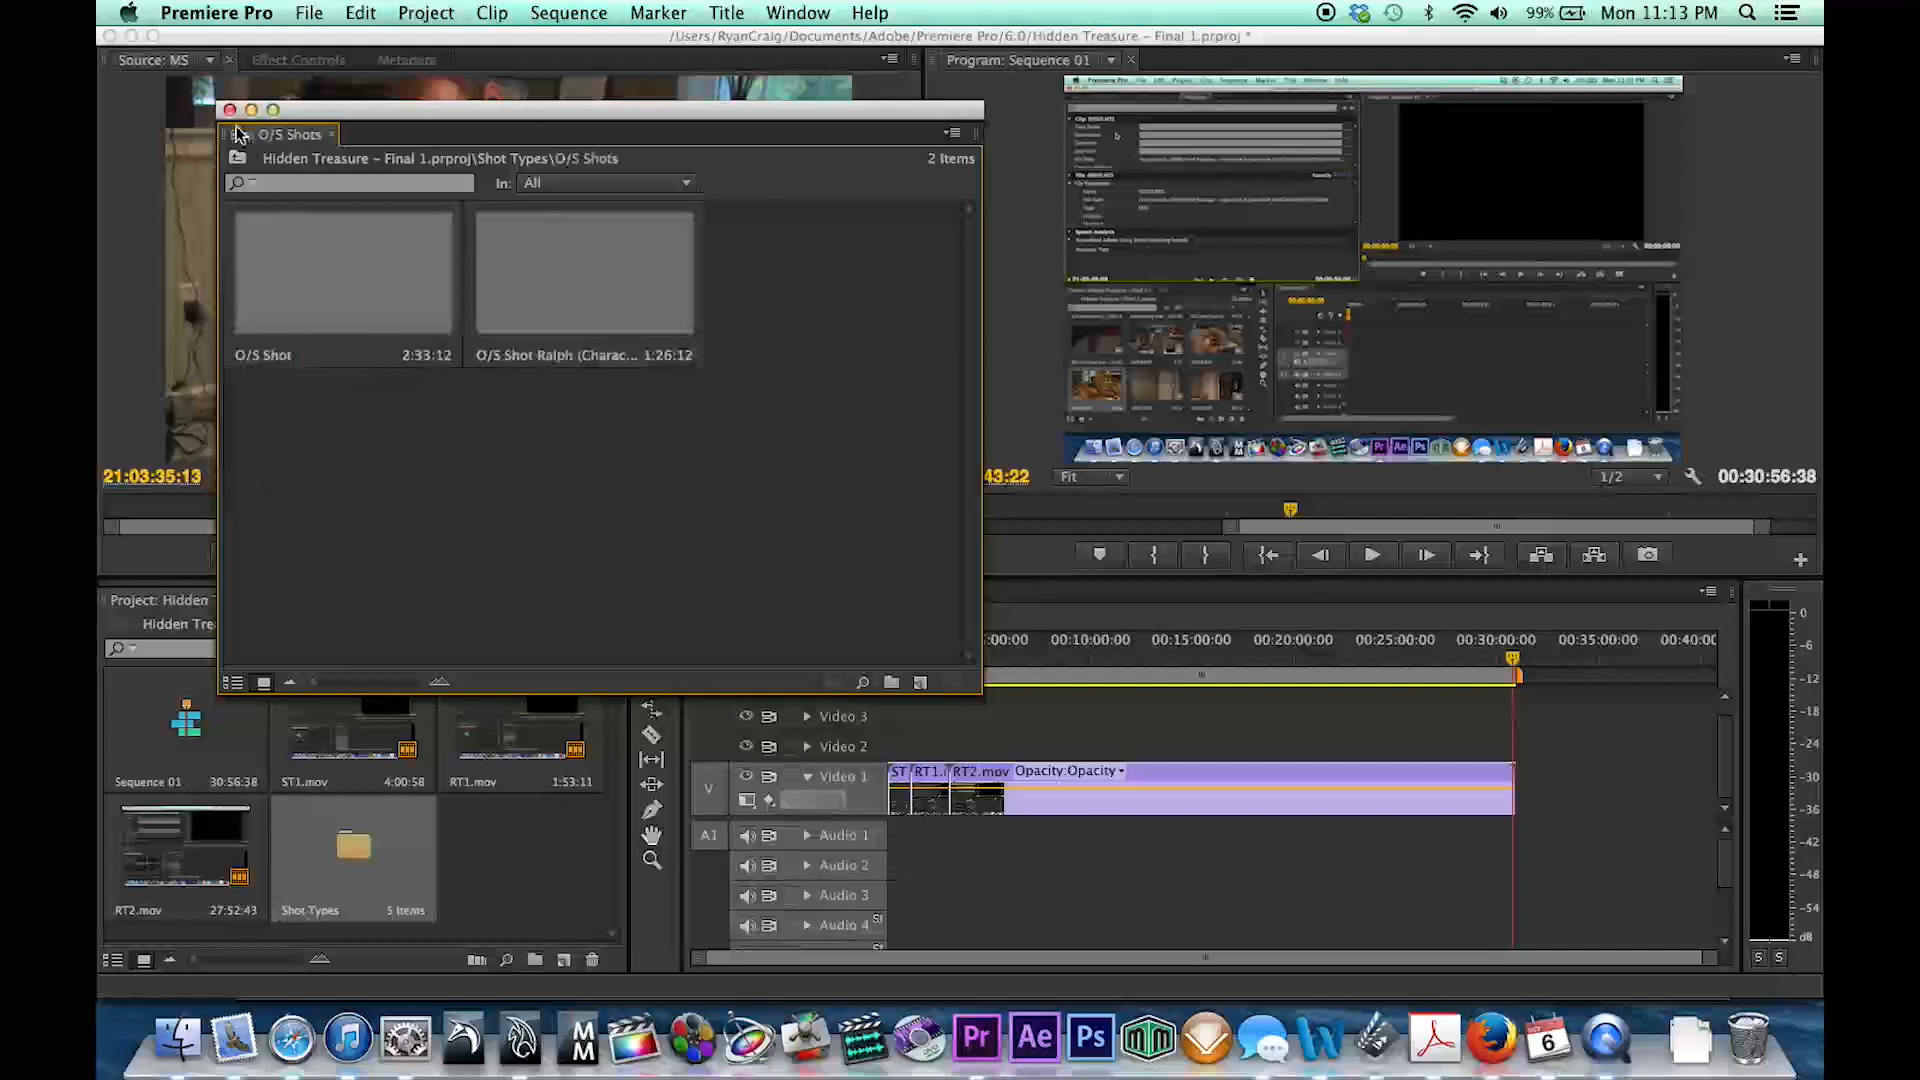 Premiere Pro File Edit Project Clip Sequence Marker Title Window Help 99% Mon 11:13 PM
/Users/RyanCraig/Documents/Adobe/Premiere Pro/6.0/Hidden Treasure – Final 1.prproj *
Source: MS Effect Controls Metadata
Program: Sequence 01
O/S Shots
Hidden Treasure – Final 1.prproj\Shot Types\O/S Shots 2 Items
In: All
O/S Shot 2:33:12
O/S Shot Ralph (Charac... 1:26:12
21:03:35:13
43:22
Fit
1/2
00:30:56:38
Project: Hidden
Hidden Tre
Sequence 01 30:56:38
ST1.mov 4:00:58
RT1.mov 1:53:11
RT2.mov 27:52:43
Shot Types 5 Items
00:00 00:10:00:00 00:15:00:00 00:20:00:00 00:25:00:00 00:30:00:00 00:35:00:00 00:40:0
Video 3
Video 2
V Video 1
ST RT1. RT2.mov Opacity:Opacity
A1 Audio 1
Audio 2
Audio 3
Audio 4
0
-6
-12
-18
-24
-30
-36
-42
-48
-54
dB
S S
MM
Pr
Ae
Ps
OCT
6